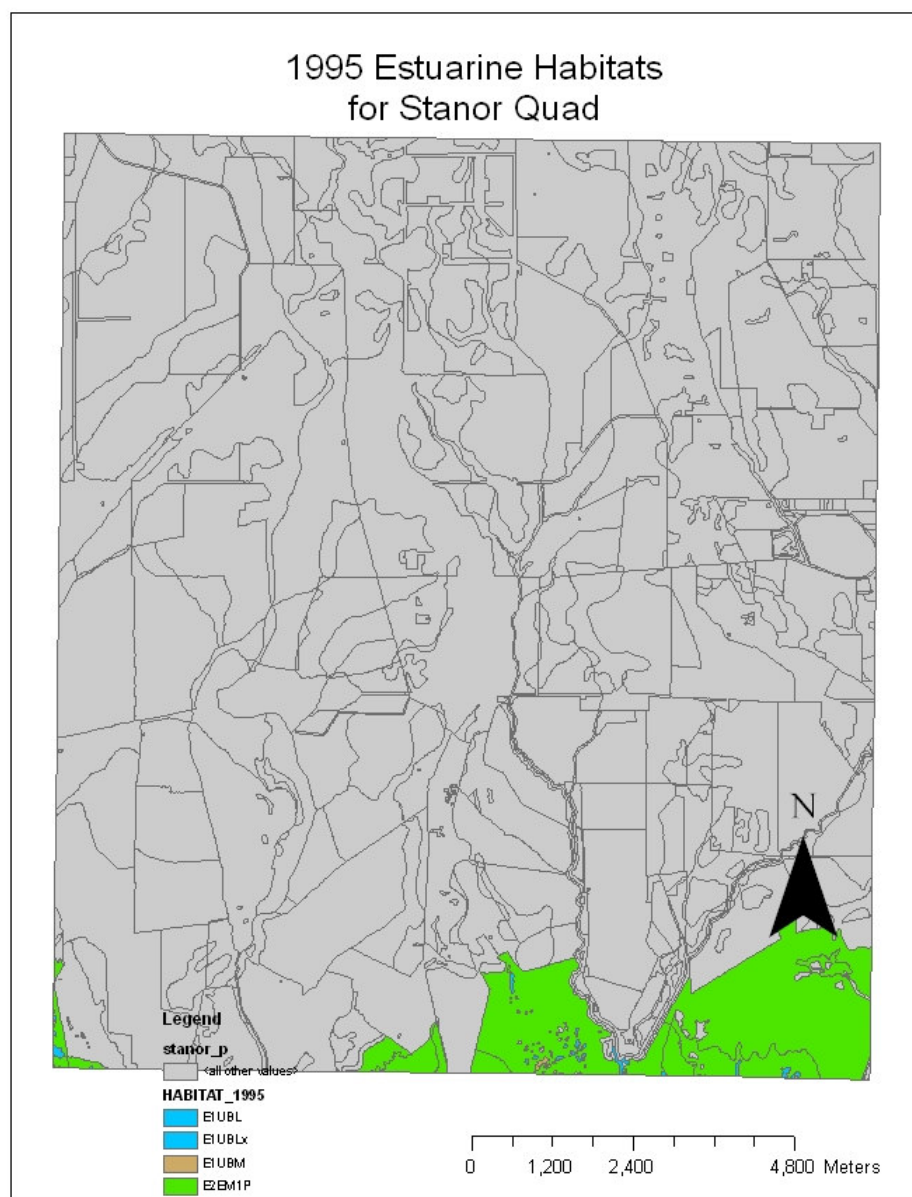 1995 Estuarine Habitats
for Stanor Quad
N
Legend
stanor_p
<all other values>
HABITAT_1995
E1UBL
E1UBLx
E1UBM
E2EM1P
0 1,200 2,400 4,800 Meters